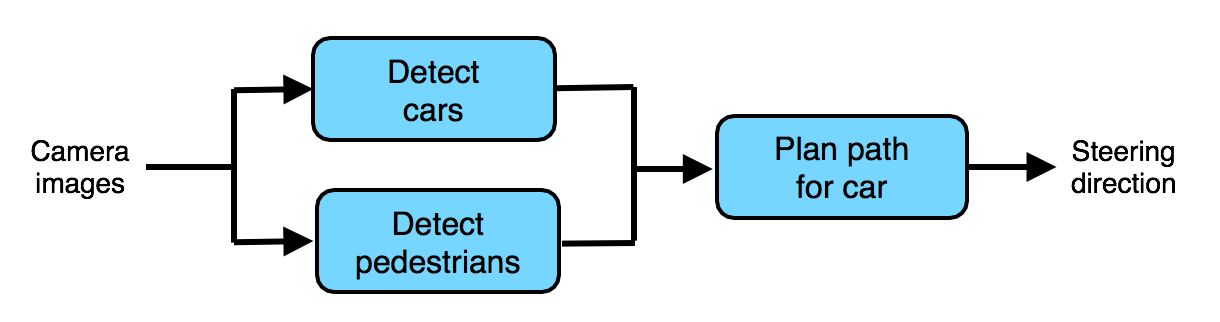 Camera
images
Detect
cars
Detect
pedestrians
Plan path
for car
Steering
direction